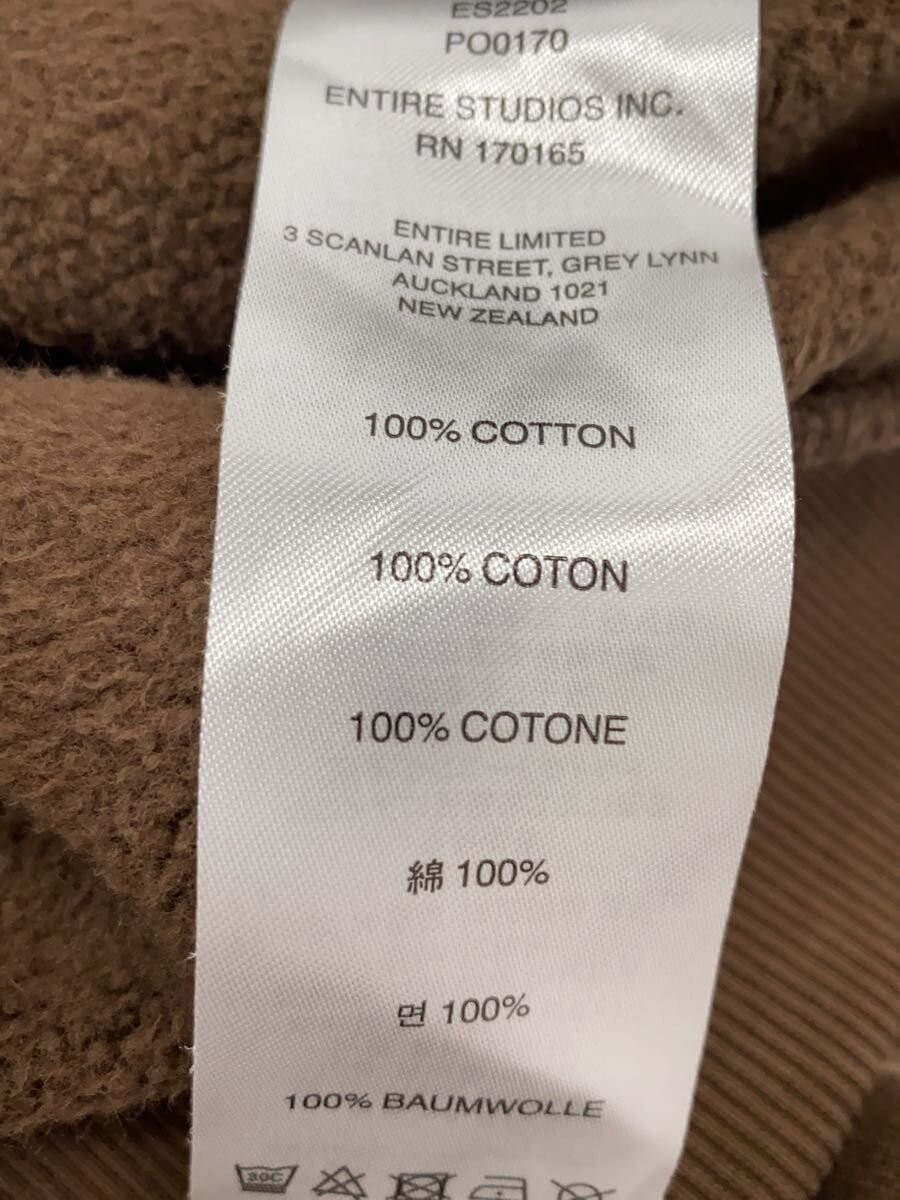 ES2202
PO0170
ENTIRE STUDIOS INC.
RN 170165
ENTIRE LIMITED
3 SCANLAN STREET, GREY LYNN
AUCKLAND 1021
NEW ZEALAND
100% COTTON
100% COTON
100% COTONE
綿 100%
면 100%
100% BAUMWOLLE
30C